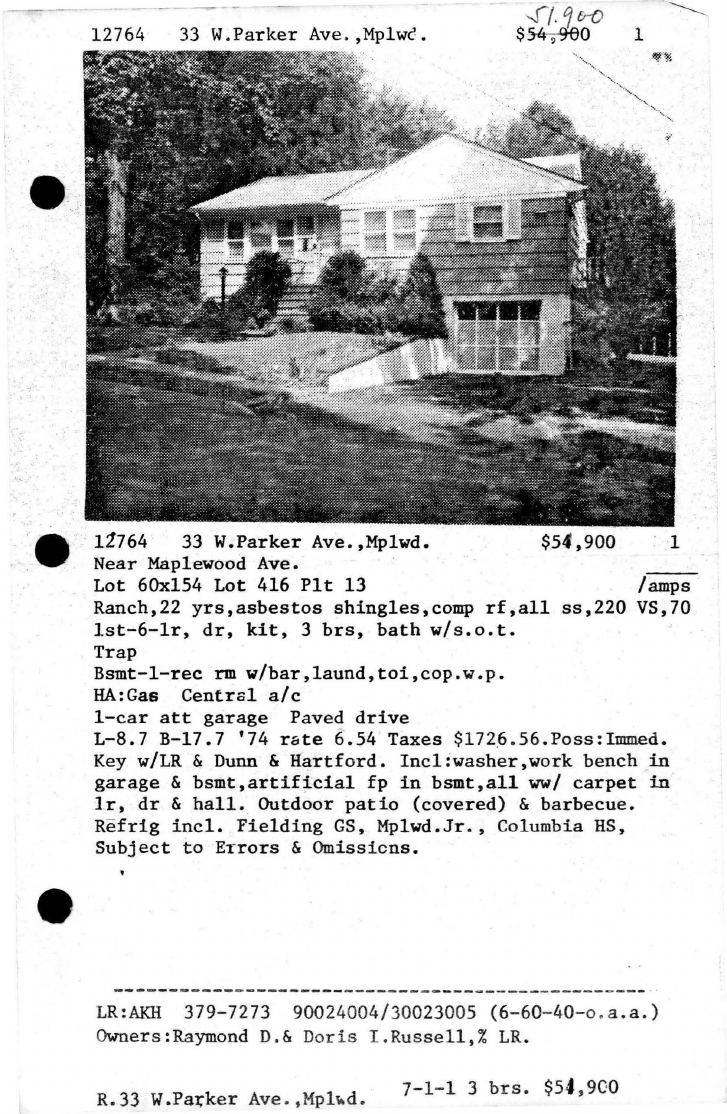 51.900
12764 33 W.Parker Ave.,Mplwd. $54,900 1
12764 33 W.Parker Ave.,Mplwd. $51,900 1
Near Maplewood Ave.
Lot 60x154 Lot 416 Plt 13 /amps
Ranch,22 yrs,asbestos shingles,comp rf,all ss,220 VS,70
1st-6-lr, dr, kit, 3 brs, bath w/s.o.t.
Trap
Bsmt-1-rec rm w/bar,laund,toi,cop.w.p.
HA:Gas Central a/c
1-car att garage Paved drive
L-8.7 B-17.7 '74 rate 6.54 Taxes $1726.56.Poss:Immed.
Key w/LR & Dunn & Hartford. Incl:washer,work bench in
garage & bsmt,artificial fp in bsmt,all ww/ carpet in
lr, dr & hall. Outdoor patio (covered) & barbecue.
Refrig incl. Fielding GS, Mplwd.Jr., Columbia HS,
Subject to Errors & Omissions.
LR:AKH 379-7273 90024004/30023005 (6-60-40-o.a.a.)
Owners:Raymond D.& Doris I.Russell,% LR.
R.33 W.Parker Ave.,Mplwd. 7-1-1 3 brs. $51,900